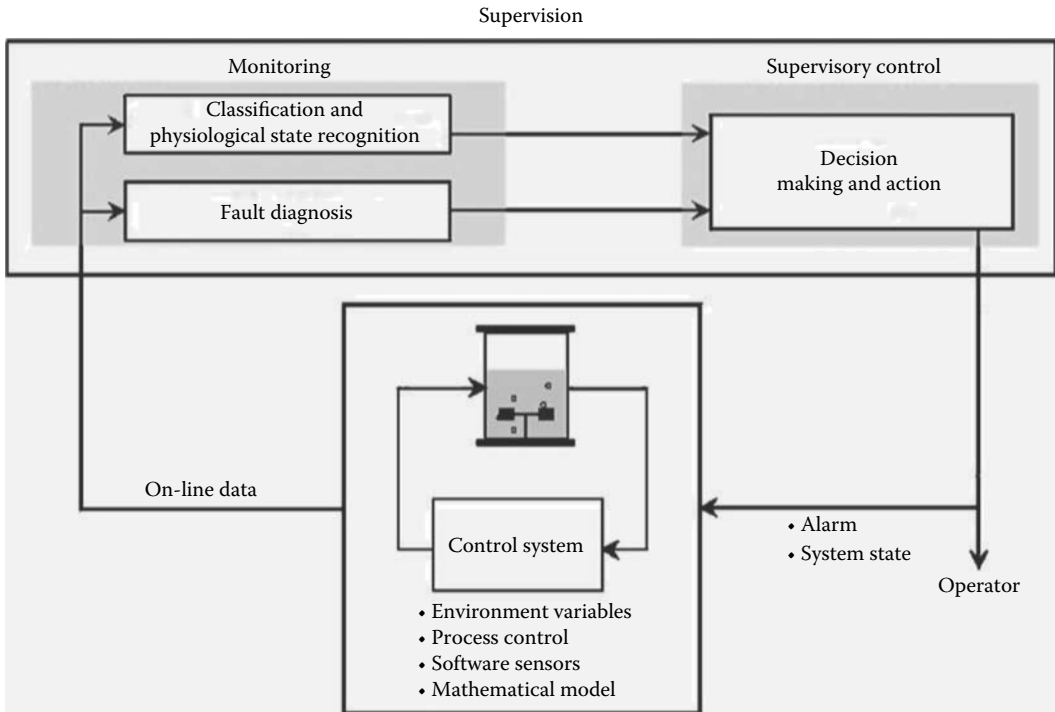 Supervision
Monitoring
Supervisory control
Classification and
physiological state recognition
Decision
making and action
Fault diagnosis
On-line data
Control system
• Alarm
• System state
Operator
• Environment variables
• Process control
• Software sensors
• Mathematical model